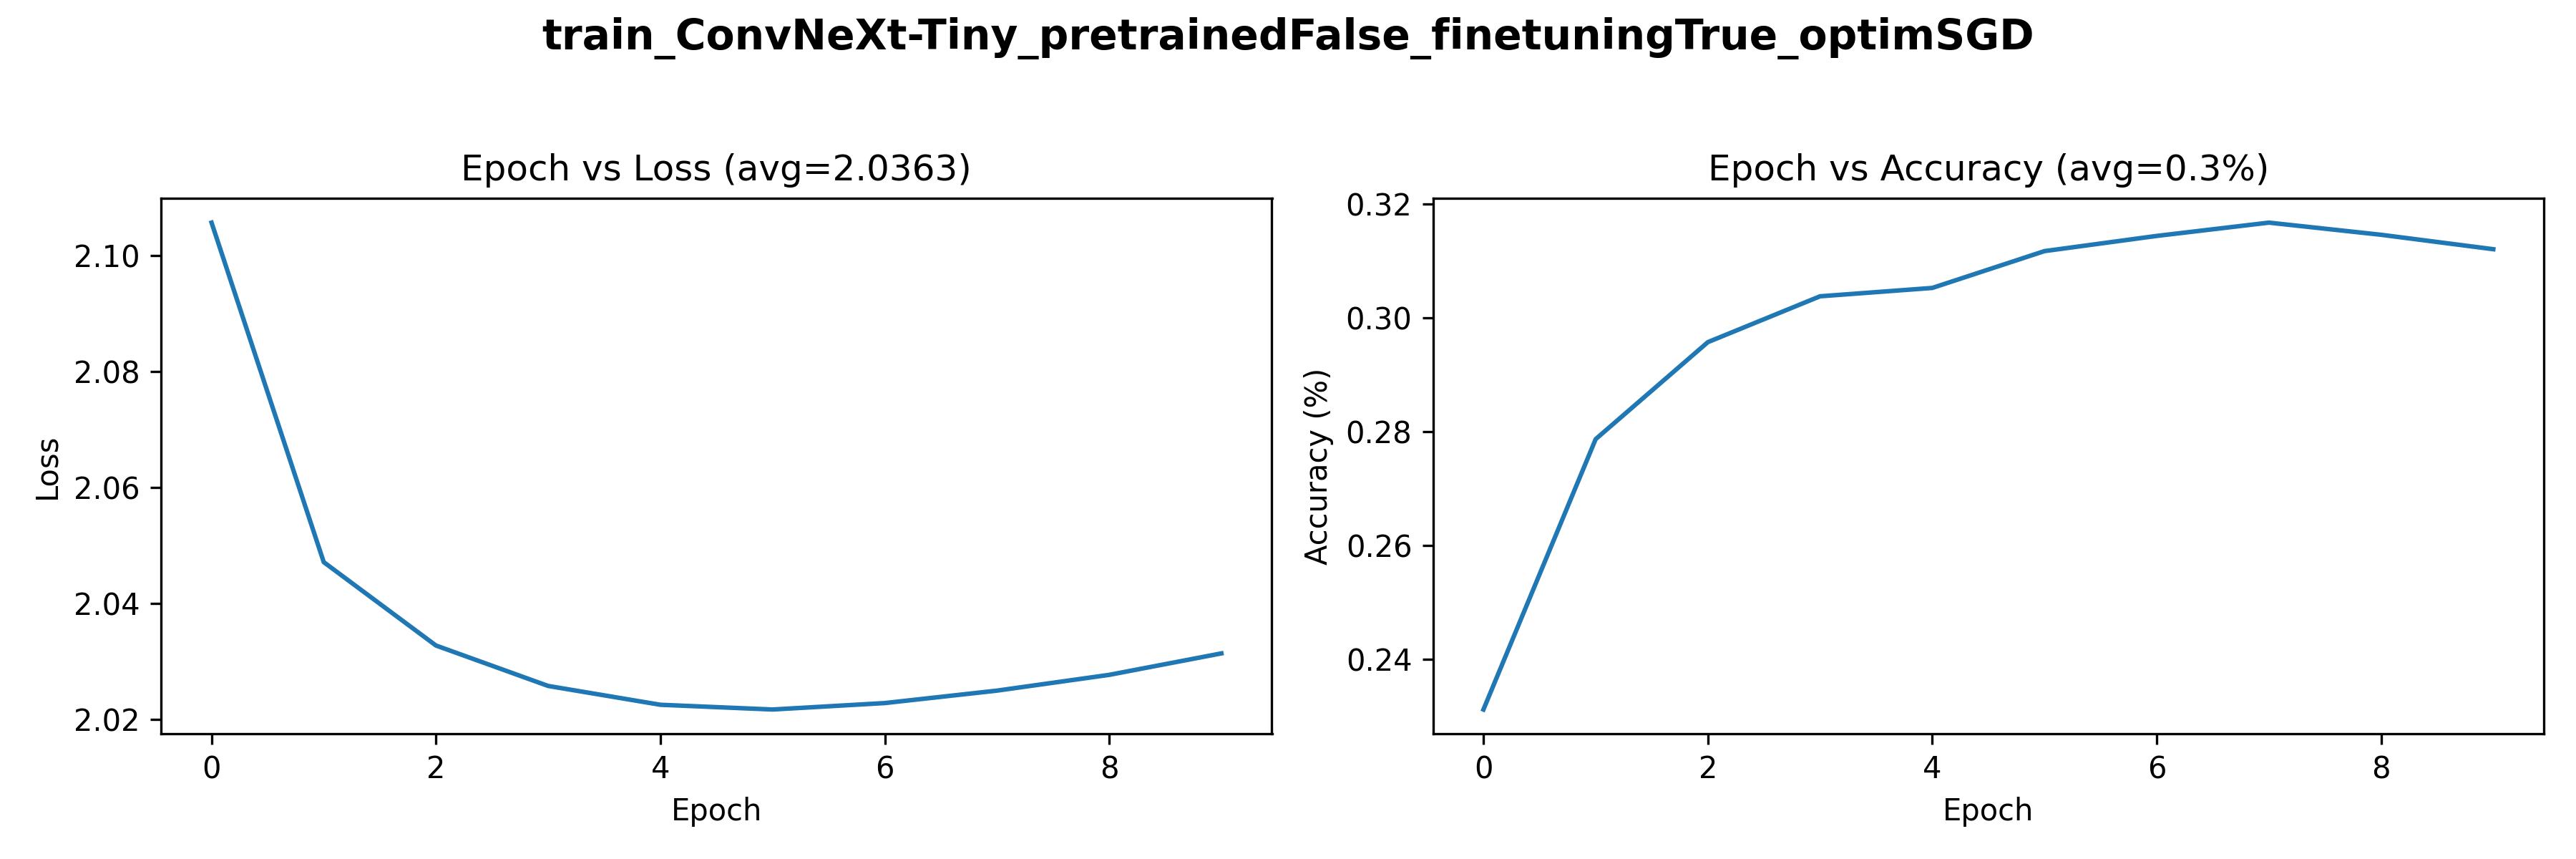 train_ConvNeXt-Tiny_pretrainedFalse_finetuningTrue_optimSGD
Epoch vs Loss (avg=2.0363)
Loss
2.10
2.08
2.06
2.04
2.02
0 2 4 6 8
Epoch
Epoch vs Accuracy (avg=0.3%)
Accuracy (%)
0.32
0.30
0.28
0.26
0.24
0 2 4 6 8
Epoch